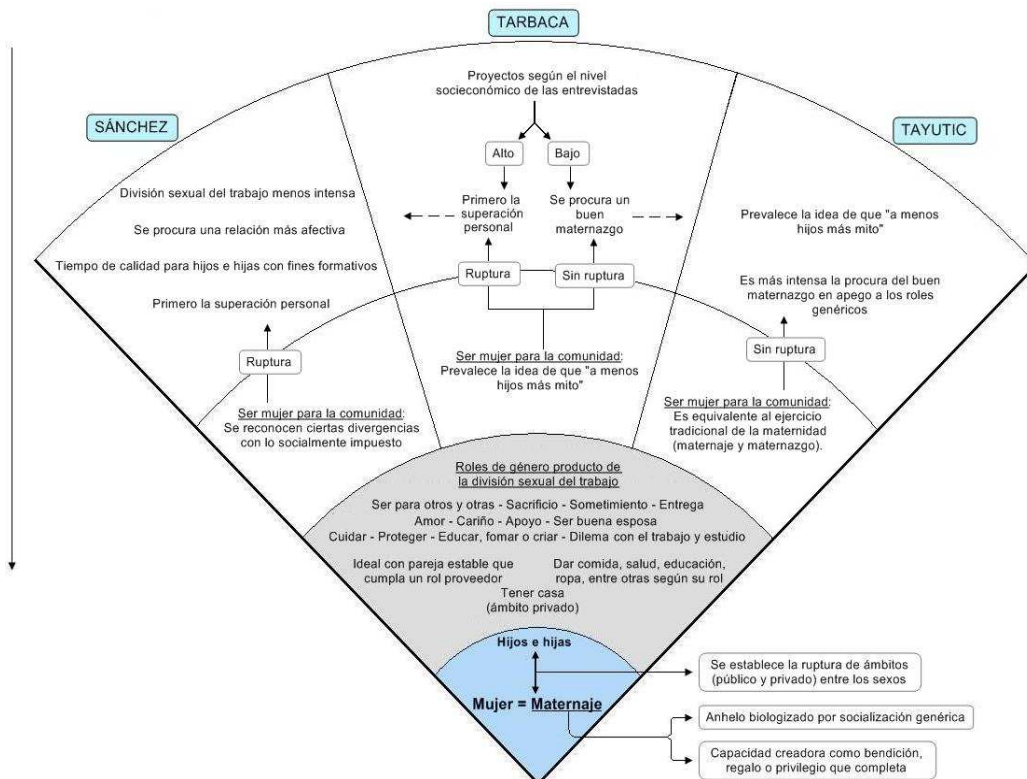 TARBACA
SÁNCHEZ
TAYUTIC
Proyectos según el nivel
socieconómico de las entrevistadas
Alto
Bajo
Primero la
superación
personal
Se procura un
buen
maternazgo
Ruptura
Sin ruptura
Ser mujer para la comunidad:
Prevalece la idea de que "a menos
hijos más mito"
División sexual del trabajo menos intensa
Se procura una relación más afectiva
Tiempo de calidad para hijos e hijas con fines formativos
Primero la superación personal
Ruptura
Ser mujer para la comunidad:
Se reconocen ciertas divergencias
con lo socialmente impuesto
Prevalece la idea de que "a menos
hijos más mito"
Es más intensa la procura del buen
maternazgo en apego a los roles
genéricos
Sin ruptura
Ser mujer para la comunidad:
Es equivalente al ejercicio
tradicional de la maternidad
(maternaje y maternazgo).
Roles de género producto de
la división sexual del trabajo
Ser para otros y otras - Sacrificio - Sometimiento - Entrega
Amor - Cariño - Apoyo - Ser buena esposa
Cuidar - Proteger - Educar, fomar o criar - Dilema con el trabajo y estudio
Ideal con pareja estable que
cumpla un rol proveedor
Dar comida, salud, educación,
ropa, entre otras según su rol
Tener casa
(ámbito privado)
Hijos e hijas
Mujer = Maternaje
Se establece la ruptura de ámbitos
(público y privado) entre los sexos
Anhelo biologizado por socialización genérica
Capacidad creadora como bendición,
regalo o privilegio que completa